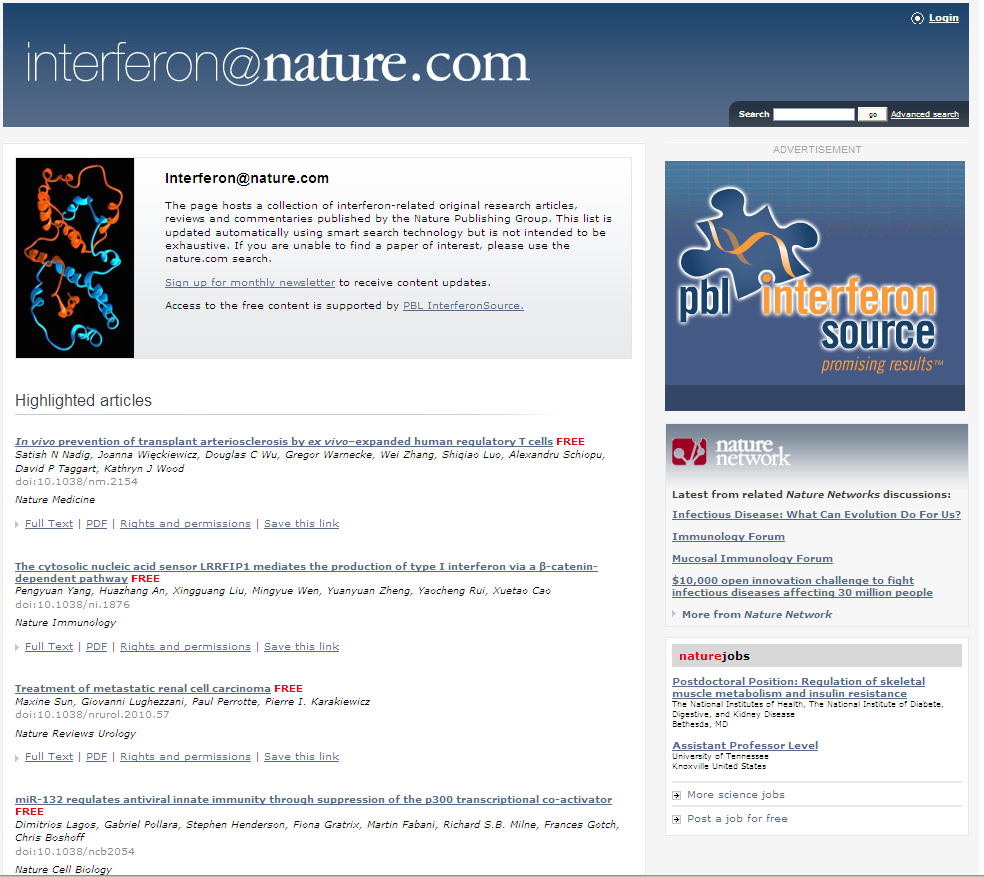 Login
interferon@nature.com
Search go Advanced search
Interferon@nature.com
The page hosts a collection of interferon-related original research articles,
reviews and commentaries published by the Nature Publishing Group. This list is
updated automatically using smart search technology but is not intended to be
exhaustive. If you are unable to find a paper of interest, please use the
nature.com search.
Sign up for monthly newsletter to receive content updates.
Access to the free content is supported by PBL InterferonSource.
Highlighted articles
In vivo prevention of transplant arteriosclerosis by ex vivo–expanded human regulatory T cells FREE
Satish N Nadig, Joanna Więckiewicz, Douglas C Wu, Gregor Warnecke, Wei Zhang, Shiqiao Luo, Alexandru Schiopu,
David P Taggart, Kathryn J Wood
doi:10.1038/nm.2154
Nature Medicine
Full Text | PDF | Rights and permissions | Save this link
The cytosolic nucleic acid sensor LRRFIP1 mediates the production of type I interferon via a β-catenin-
dependent pathway FREE
Pengyuan Yang, Huazhang An, Xingguang Liu, Mingyue Wen, Yuanyuan Zheng, Yaocheng Rui, Xuetao Cao
doi:10.1038/ni.1876
Nature Immunology
Full Text | PDF | Rights and permissions | Save this link
Treatment of metastatic renal cell carcinoma FREE
Maxine Sun, Giovanni Lughezzani, Paul Perrotte, Pierre I. Karakiewicz
doi:10.1038/nrurol.2010.57
Nature Reviews Urology
Full Text | PDF | Rights and permissions | Save this link
miR-132 regulates antiviral innate immunity through suppression of the p300 transcriptional co-activator
FREE
Dimitrios Lagos, Gabriel Pollara, Stephen Henderson, Fiona Gratrix, Martin Fabani, Richard S.B. Milne, Frances Gotch,
Chris Boshoff
doi:10.1038/ncb2054
Nature Cell Biology
ADVERTISEMENT
pbl interferon
source
promising results™
nature
network
Latest from related Nature Networks discussions:
Infectious Disease: What Can Evolution Do For Us?
Immunology Forum
Mucosal Immunology Forum
$10,000 open innovation challenge to fight
infectious diseases affecting 30 million people
More from Nature Network
naturejobs
Postdoctoral Position: Regulation of skeletal
muscle metabolism and insulin resistance
The National Institutes of Health, The National Institute of Diabete,
Digestive, and Kidney Disease
Bethesda, MD
Assistant Professor Level
University of Tennessee
Knoxville United States
More science jobs
Post a job for free